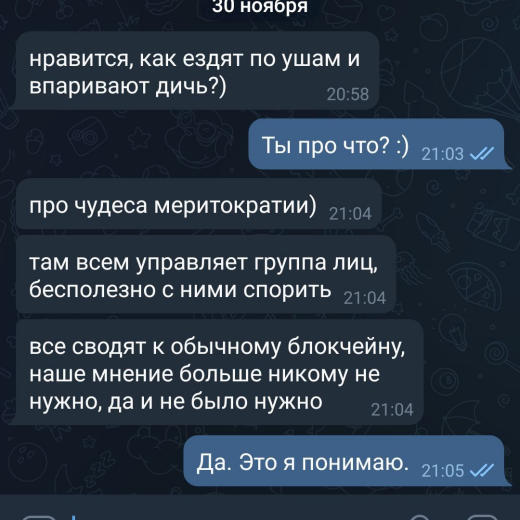 30 ноября
нравится, как ездят по ушам и
впаривают дичь?)
20:58
Ты про что? :)
21:03
про чудеса меритократии)
21:04
там всем управляет группа лиц,
бесполезно с ними спорить
21:04
все сводят к обычному блокчейну,
наше мнение больше никому не
нужно, да и не было нужно
21:04
Да. Это я понимаю.
21:05